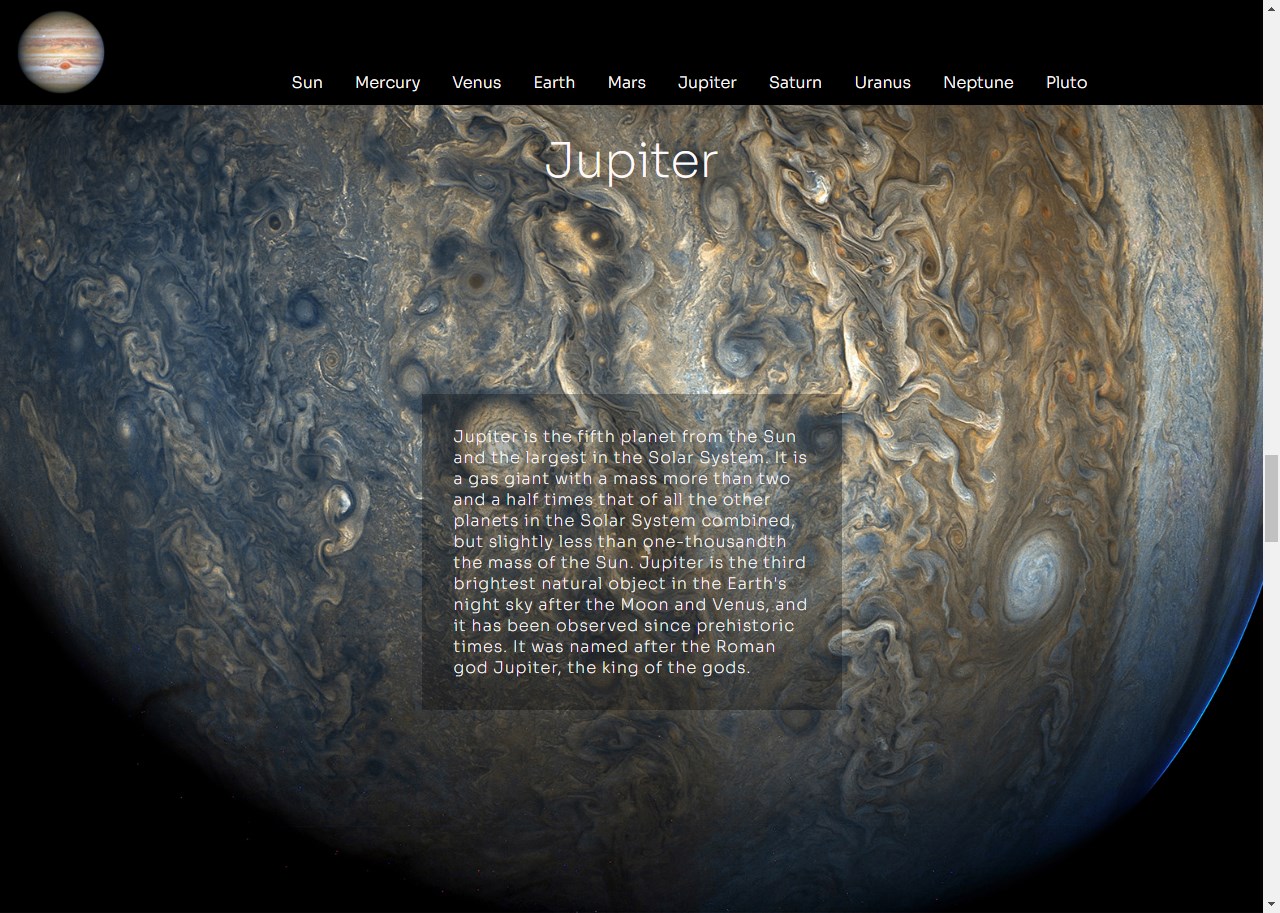 Sun Mercury Venus Earth Mars Jupiter Saturn Uranus Neptune Pluto
Jupiter
Jupiter is the fifth planet from the Sun
and the largest in the Solar System. It is
a gas giant with a mass more than two
and a half times that of all the other
planets in the Solar System combined,
but slightly less than one-thousandth
the mass of the Sun. Jupiter is the third
brightest natural object in the Earth's
night sky after the Moon and Venus, and
it has been observed since prehistoric
times. It was named after the Roman
god Jupiter, the king of the gods.